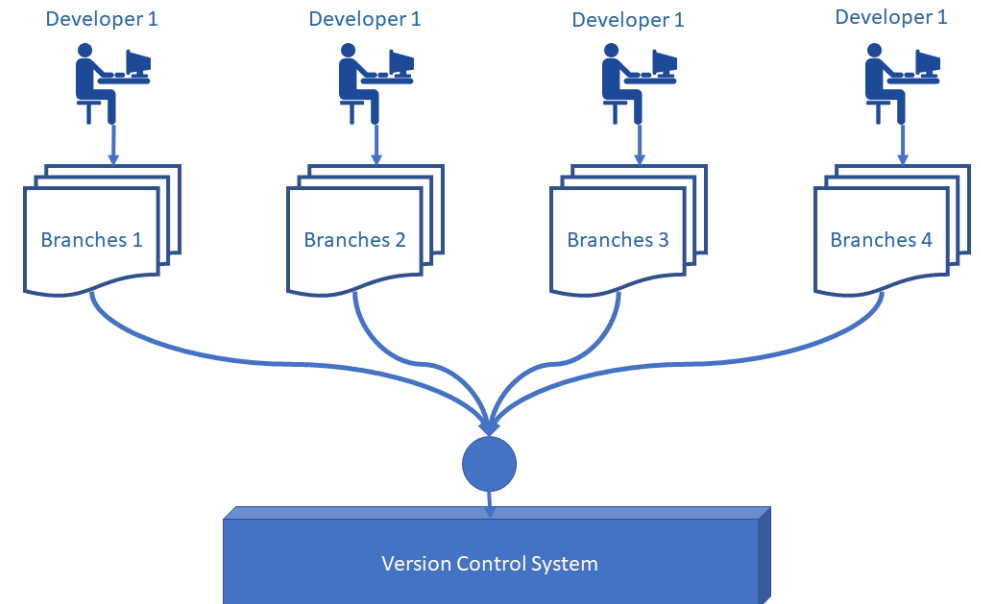 Developer 1
Developer 1
Developer 1
Developer 1
Branches 1
Branches 2
Branches 3
Branches 4
Version Control System